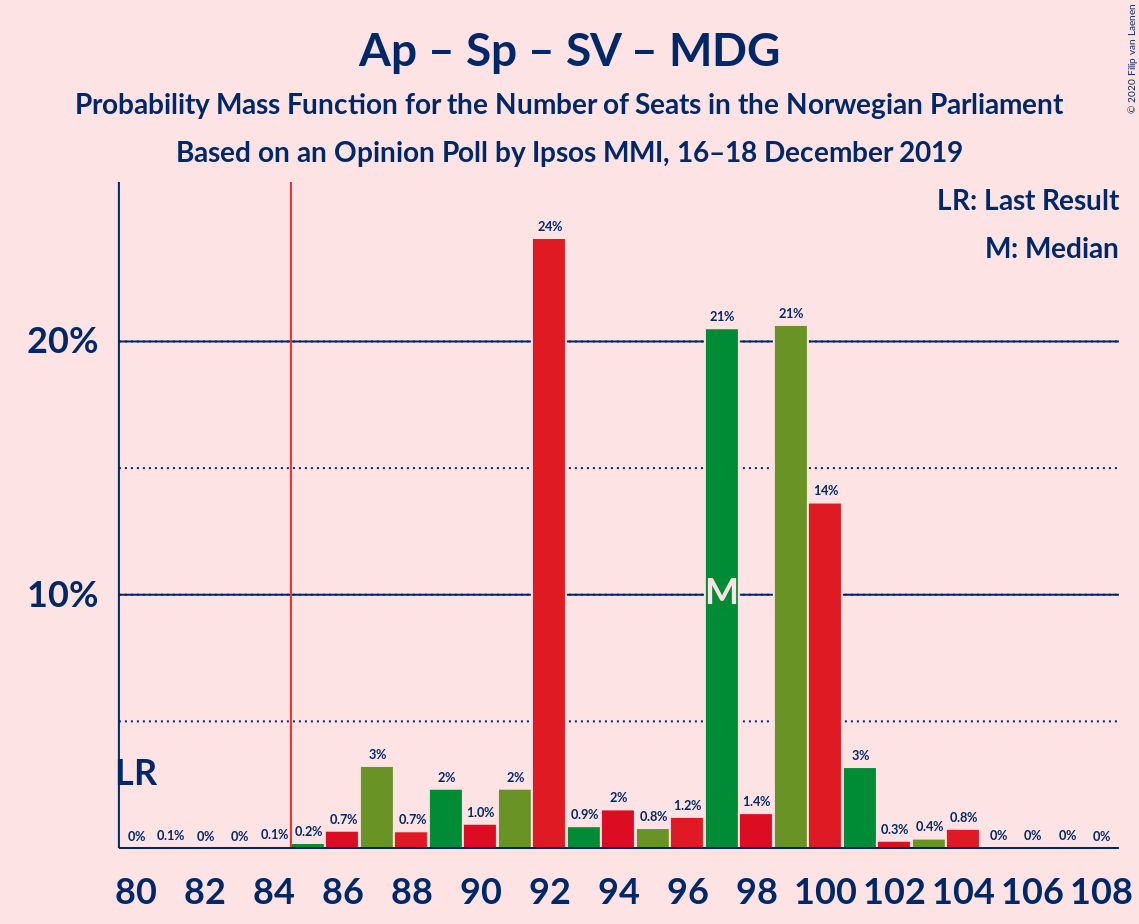 Ap – Sp – SV – MDG
Probability Mass Function for the Number of Seats in the Norwegian Parliament
Based on an Opinion Poll by Ipsos MMI, 16–18 December 2019
© 2020 Filip van Laenen
LR: Last Result
M: Median
20%
10%
LR
M
0% 0.1% 0% 0% 0.1% 0.2% 0.7% 3% 0.7% 2% 1.0% 2% 24% 0.9% 2% 0.8% 1.2% 21% 1.4% 21% 14% 3% 0.3% 0.4% 0.8% 0% 0% 0% 0%
80 82 84 86 88 90 92 94 96 98 100 102 104 106 108